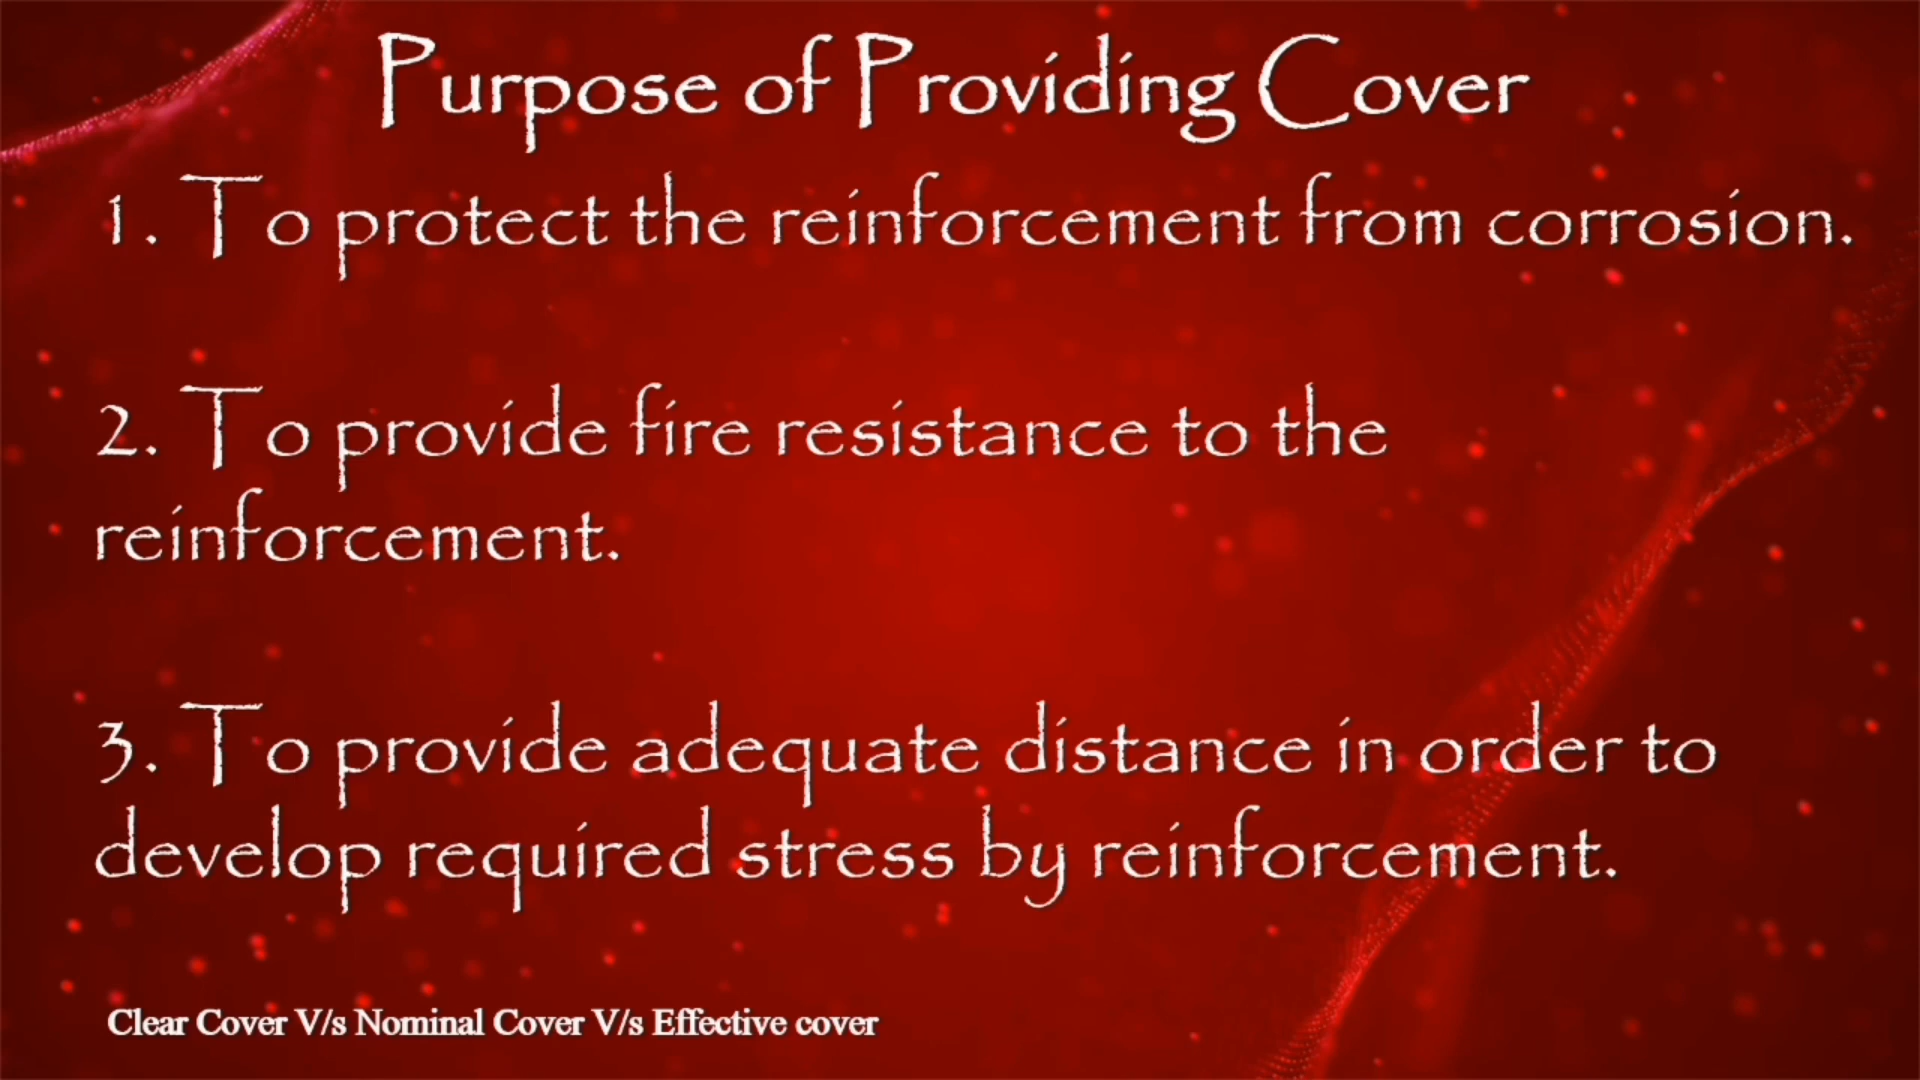 Purpose of Providing Cover
1. To protect the reinforcement from corrosion.
2. To provide fire resistance to the
reinforcement.
3. To provide adequate distance in order to
develop required stress by reinforcement.
Clear Cover V/s Nominal Cover V/s Effective cover